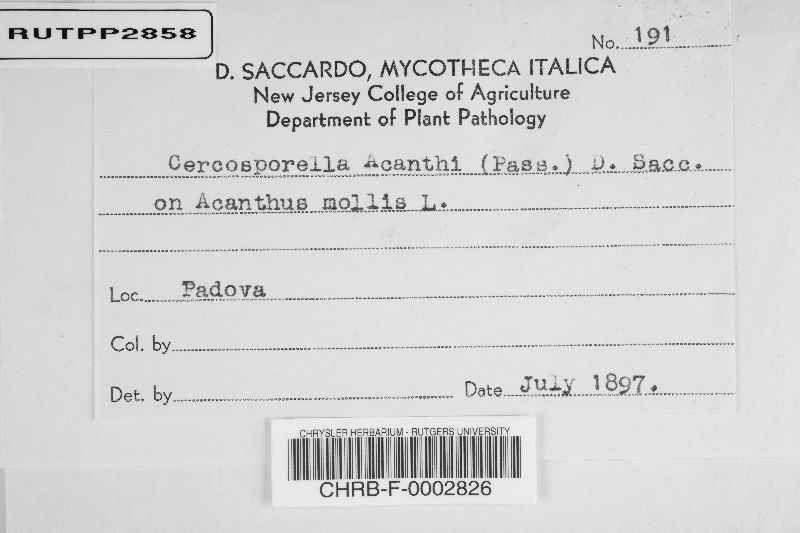 RUTPP2858
No. 191
D. SACCARDO, MYCOTHECA ITALICA
New Jersey College of Agriculture
Department of Plant Pathology
Cercosporella Acanthi (Pass.) D. Sacc.
on Acanthus mollis L.
Loc. Padova
Col. by
Det. by Date July 1897.
CHRYSLER HERBARIUM - RUTGERS UNIVERSITY
CHRB-F-0002826